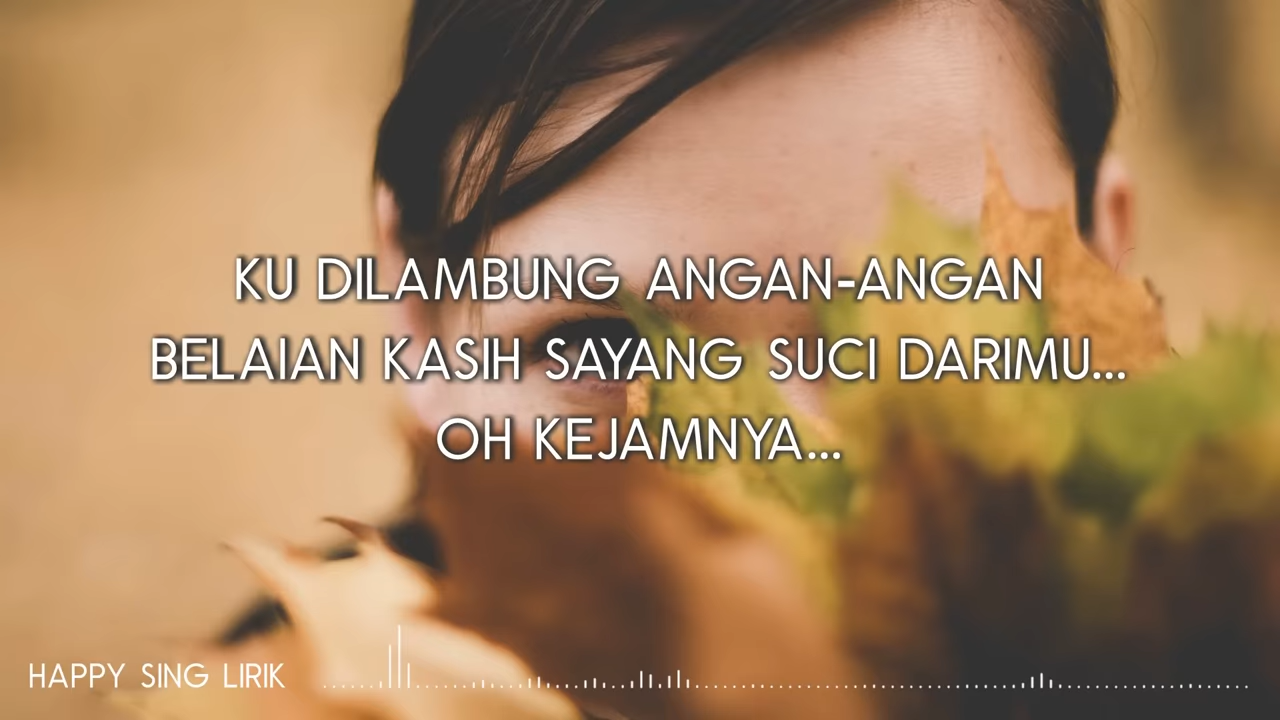 KU DILAMBUNG ANGAN-ANGAN
BELAIAN KASIH SAYANG SUCI DARIMU...
OH KEJAMNYA...
HAPPY SING LIRIK